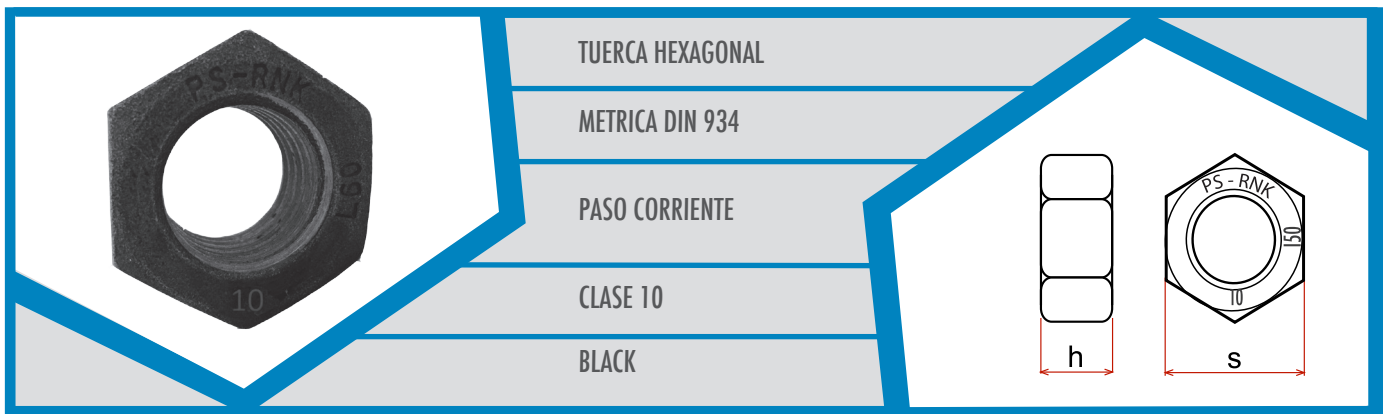 PS-RNK
L60
10
TUERCA HEXAGONAL
METRICA DIN 934
PASO CORRIENTE
CLASE 10
BLACK
PS - RNK
150
10
h
s